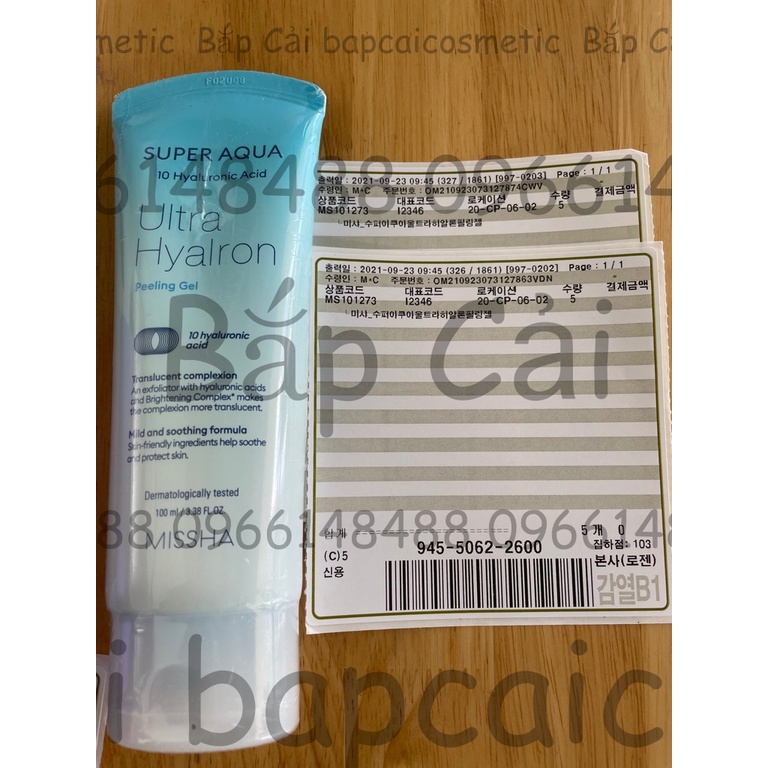 metic Bắp Cải bapcaicosmetic Bắp Cả
F02000
SUPER AQUA
10 Hyaluronic Acid
Ultra
Hyalron
Peeling Gel
10 hyaluronic
acid
Translucent complexion
An exfoliator with hyaluronic acids
and Brightening Complex* makes
the complexion more translucent.
Mild and soothing formula
Skin-friendly ingredients help soothe
and protect skin.
Dermatologically tested
100 ml / 3.38 FL.OZ.
MISSHA
출력일 : 2021-09-23 09:45 (327 / 1861) [997-0203] Page : 1 / 1
수령인 : M*C 주문번호 : OM210923073127874CWV
상품코드 대표코드 로케이션 수량 결제금액
MS101273 I2346 20-CP-06-02 5
미샤_수퍼아쿠아울트라히알론필링젤
6148488 0966148488 096614
출력일 : 2021-09-23 09:45 (326 / 1861) [997-0202] Page : 1 / 1
수령인 : M*C 주문번호 : OM210923073127863VDN
상품코드 대표코드 로케이션 수량 결제금액
MS101273 I2346 20-CP-06-02 5
미샤_수퍼아쿠아울트라히알론필링젤
Bắp Cải
합계 5개 0
(C)5 945-5062-2600 집하점: 103
신용 본사(로젠)
감열B1
88 0966148488 0966148
i bapcaic